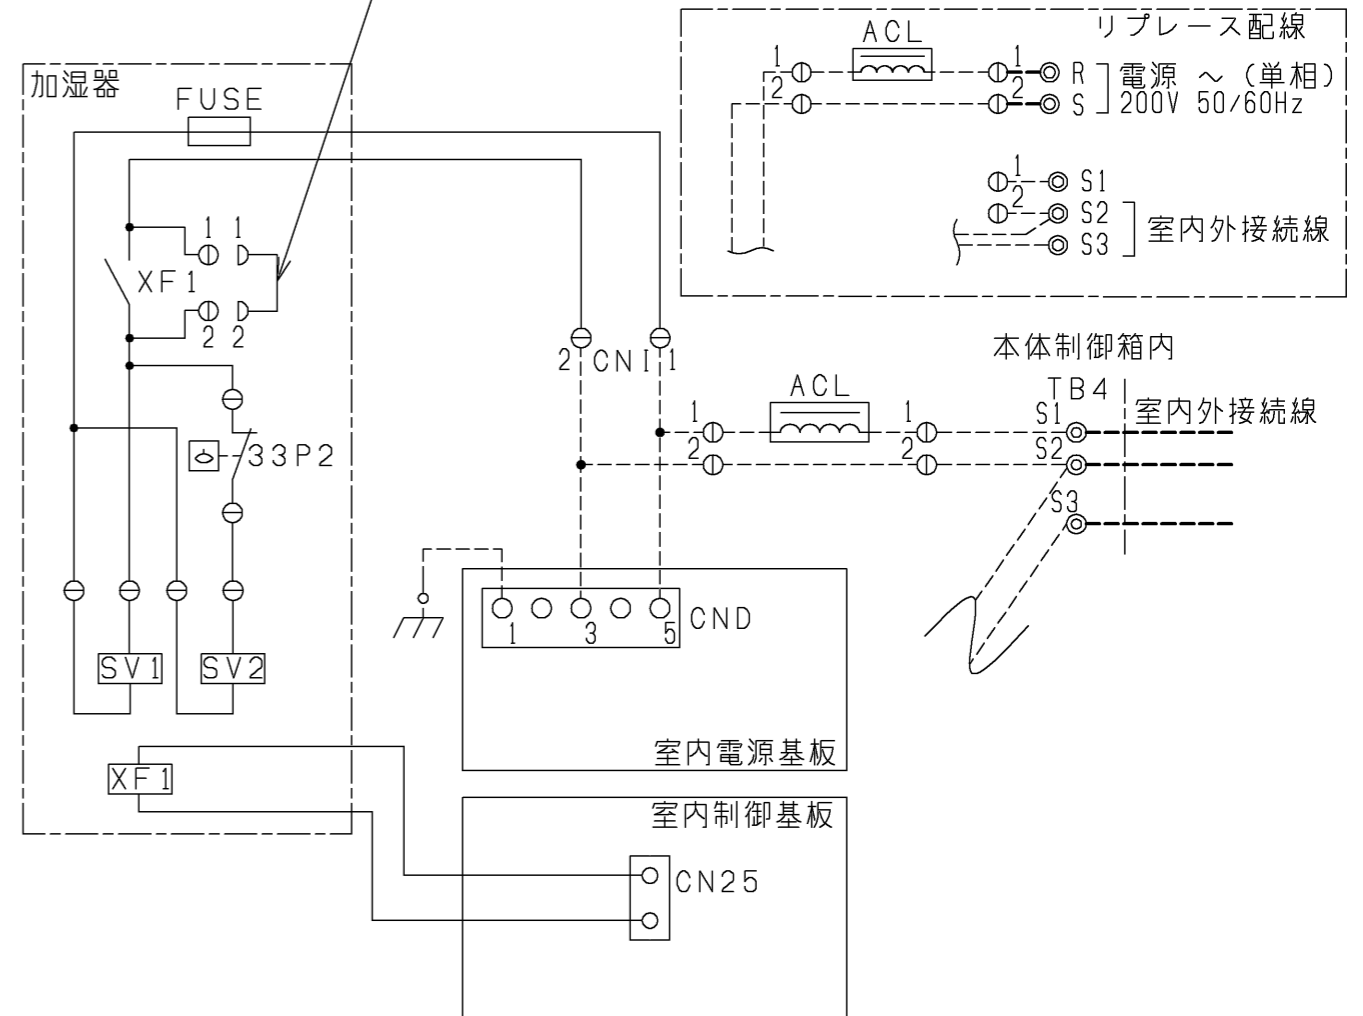 リプレース配線
ACL
1 1 R 電源 ～ (単相)
2 2 S 200V 50/60Hz
1 S1
2 S2
S3
室内外接続線
加湿器
FUSE
1 1
XF1
2 2
33P2
SV1 SV2
XF1
2 CNI 1
本体制御箱内
TB4
室内外接続線
ACL
1 1 S1
2 2 S2
S3
1 3 5 CND
室内電源基板
室内制御基板
CN25